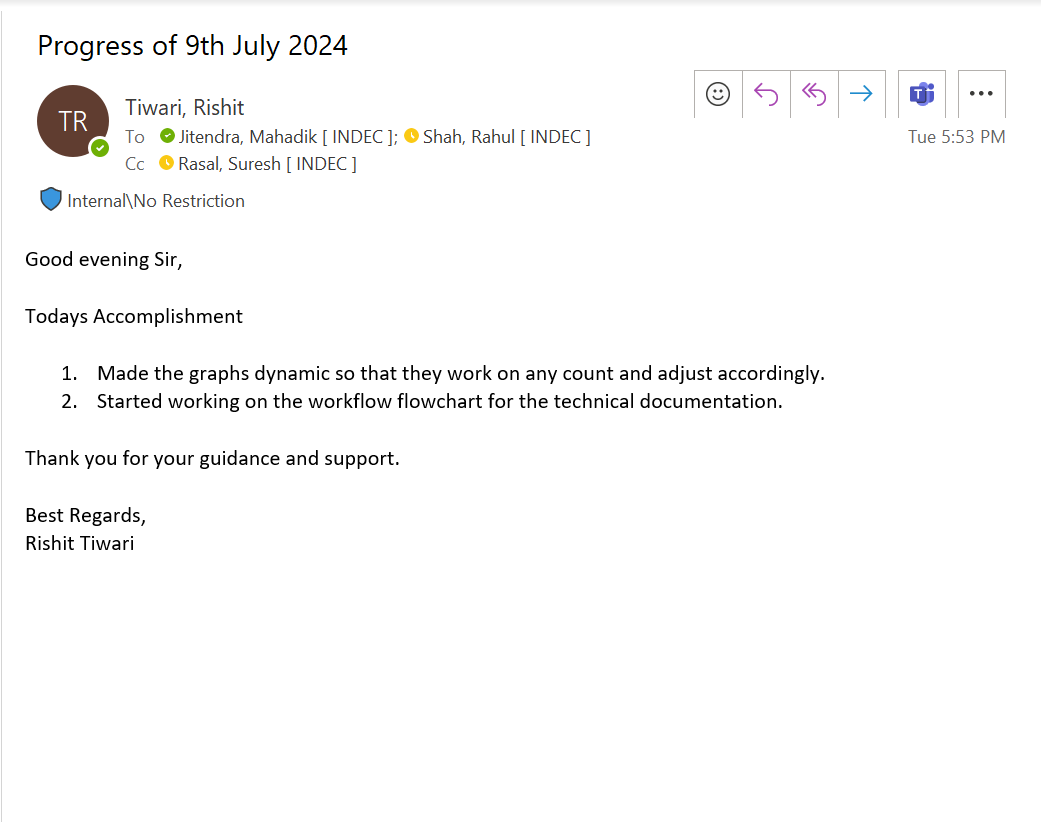 Progress of 9th July 2024
TR
Tiwari, Rishit
To Jitendra, Mahadik [ INDEC ]; Shah, Rahul [ INDEC ]
Tue 5:53 PM
Cc Rasal, Suresh [ INDEC ]
Internal\No Restriction
Good evening Sir,
Todays Accomplishment
1. Made the graphs dynamic so that they work on any count and adjust accordingly.
2. Started working on the workflow flowchart for the technical documentation.
Thank you for your guidance and support.
Best Regards,
Rishit Tiwari